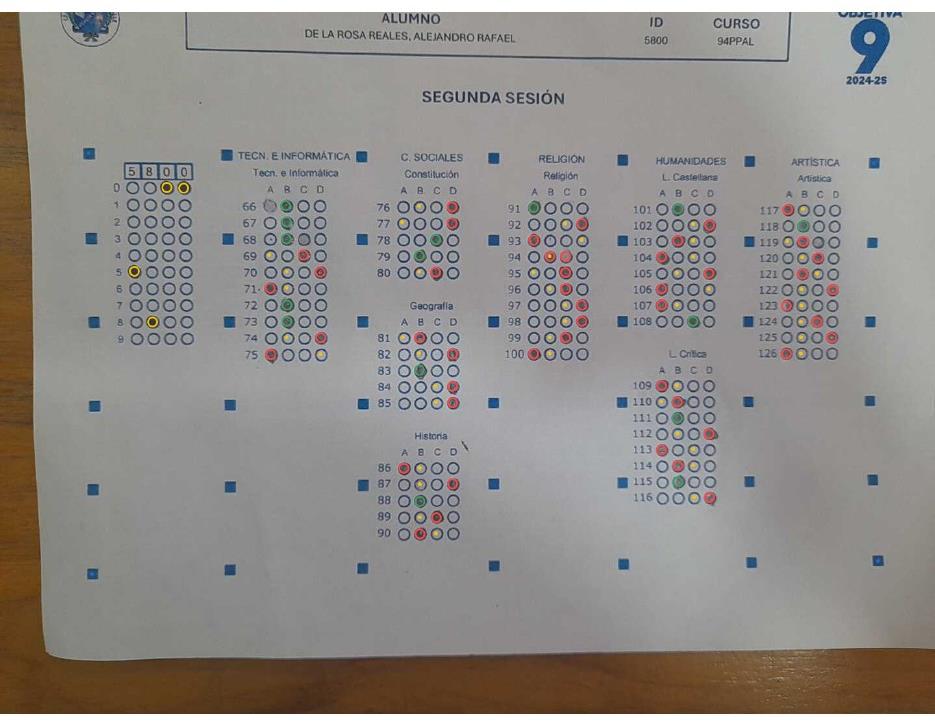 ALUMNO
DE LA ROSA REALES, ALEJANDRO RAFAEL
ID
5800
CURSO
94PPAL
OBJETIVA
9
2024-25
SEGUNDA SESIÓN
5 8 0 0
0
1
2
3
4
5
6
7
8
9
TECN. E INFORMÁTICA
Tecn. e Informática
A B C D
66
67
68
69
70
71
72
73
74
75
C. SOCIALES
Constitución
A B C D
76
77
78
79
80
Geografía
A B C D
81
82
83
84
85
Historia
A B C D
86
87
88
89
90
RELIGIÓN
Religión
A B C D
91
92
93
94
95
96
97
98
99
100
HUMANIDADES
L. Castellana
A B C D
101
102
103
104
105
106
107
108
L. Crítica
A B C D
109
110
111
112
113
114
115
116
ARTÍSTICA
Artística
A B C D
117
118
119
120
121
122
123
124
125
126